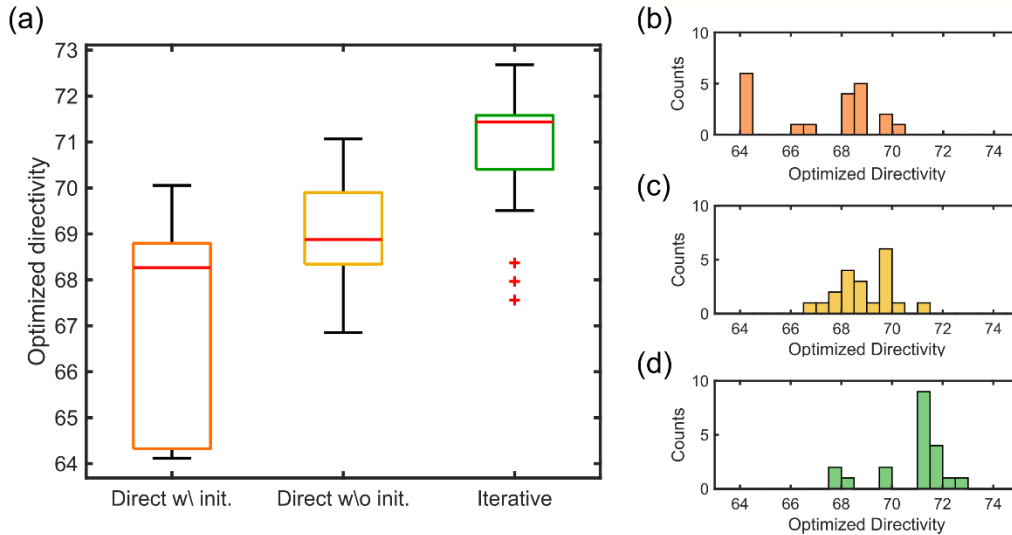 (a)
73
72
71
70
69
68
67
66
65
64
Optimized directivity
Direct w\ init.
Direct w\o init.
Iterative
(b)
10
5
0
Counts
64 66 68 70 72 74
Optimized Directivity
(c)
10
5
0
Counts
64 66 68 70 72 74
Optimized Directivity
(d)
10
5
0
Counts
64 66 68 70 72 74
Optimized Directivity